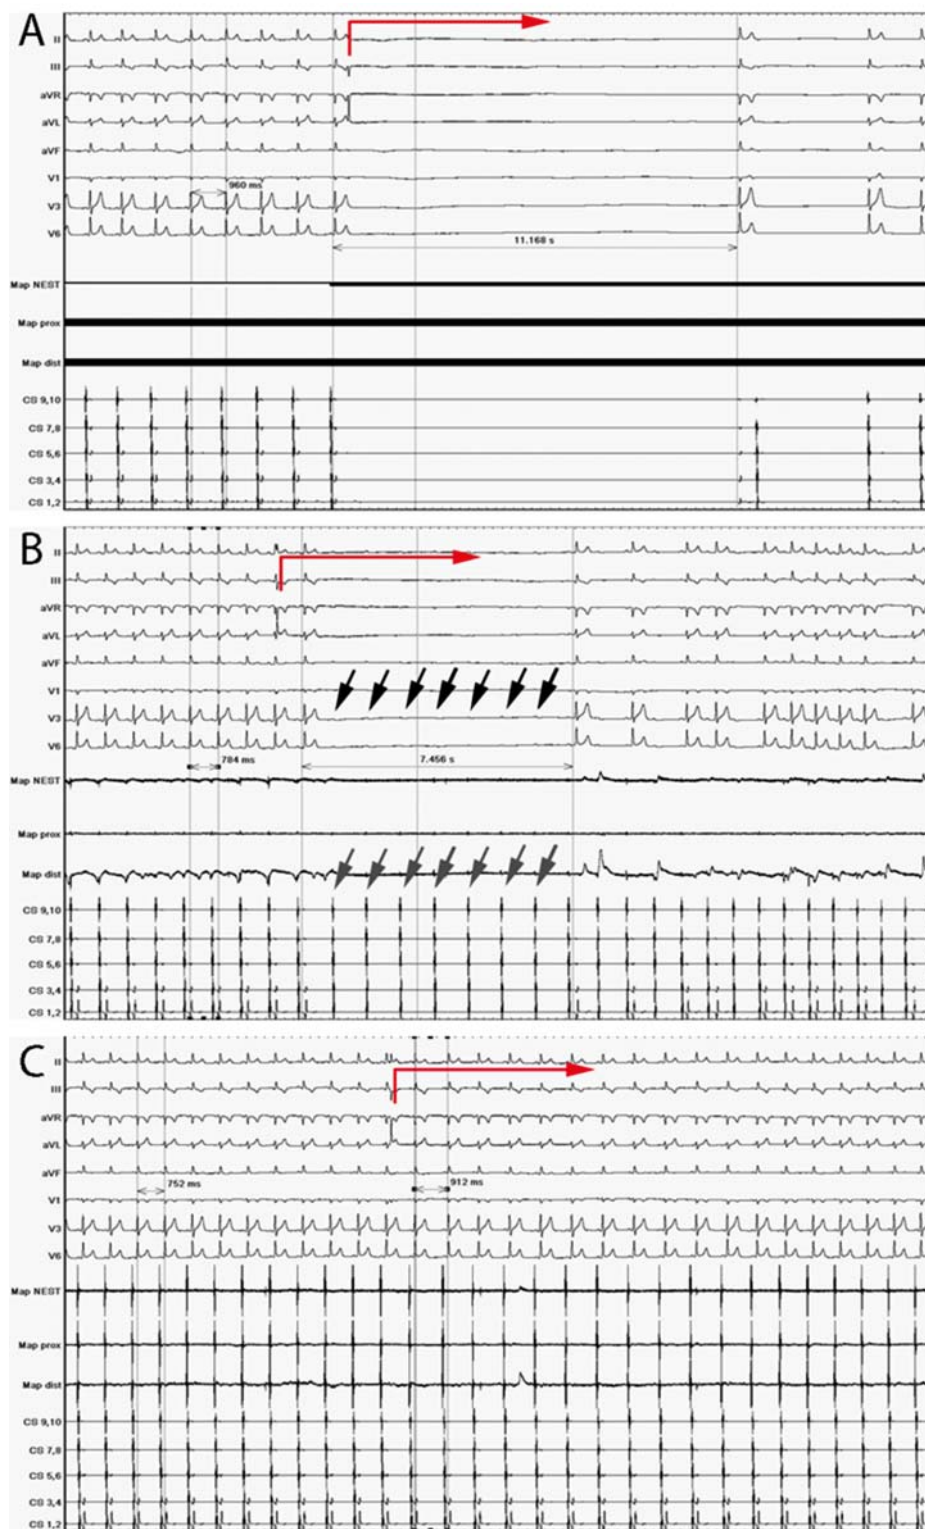 A
II
III
aVR
aVL
aVF
V1
960 ms
V3
V6
11.168 s
Map NEST
Map prox
Map dist
CS 9,10
CS 7,8
CS 5,6
CS 3,4
CS 1,2
B
II
III
aVR
aVL
aVF
V1
V3
V6
784 ms
7.456 s
Map NEST
Map prox
Map dist
CS 9,10
CS 7,8
CS 5,6
CS 3,4
CS 1,2
C
II
III
aVR
aVL
aVF
752 ms
912 ms
V1
V3
V6
Map NEST
Map prox
Map dist
CS 9,10
CS 7,8
CS 5,6
CS 3,4
CS 1,2